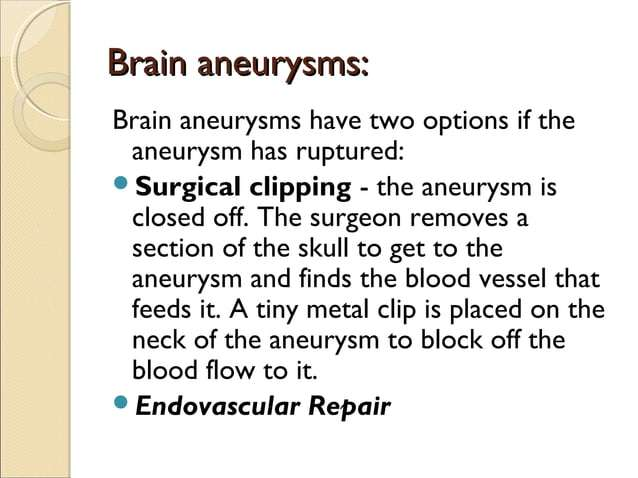 Brain aneurysms:
Brain aneurysms have two options if the
aneurysm has ruptured:
Surgical clipping - the aneurysm is
closed off. The surgeon removes a
section of the skull to get to the
aneurysm and finds the blood vessel that
feeds it. A tiny metal clip is placed on the
neck of the aneurysm to block off the
blood flow to it.
Endovascular Repair